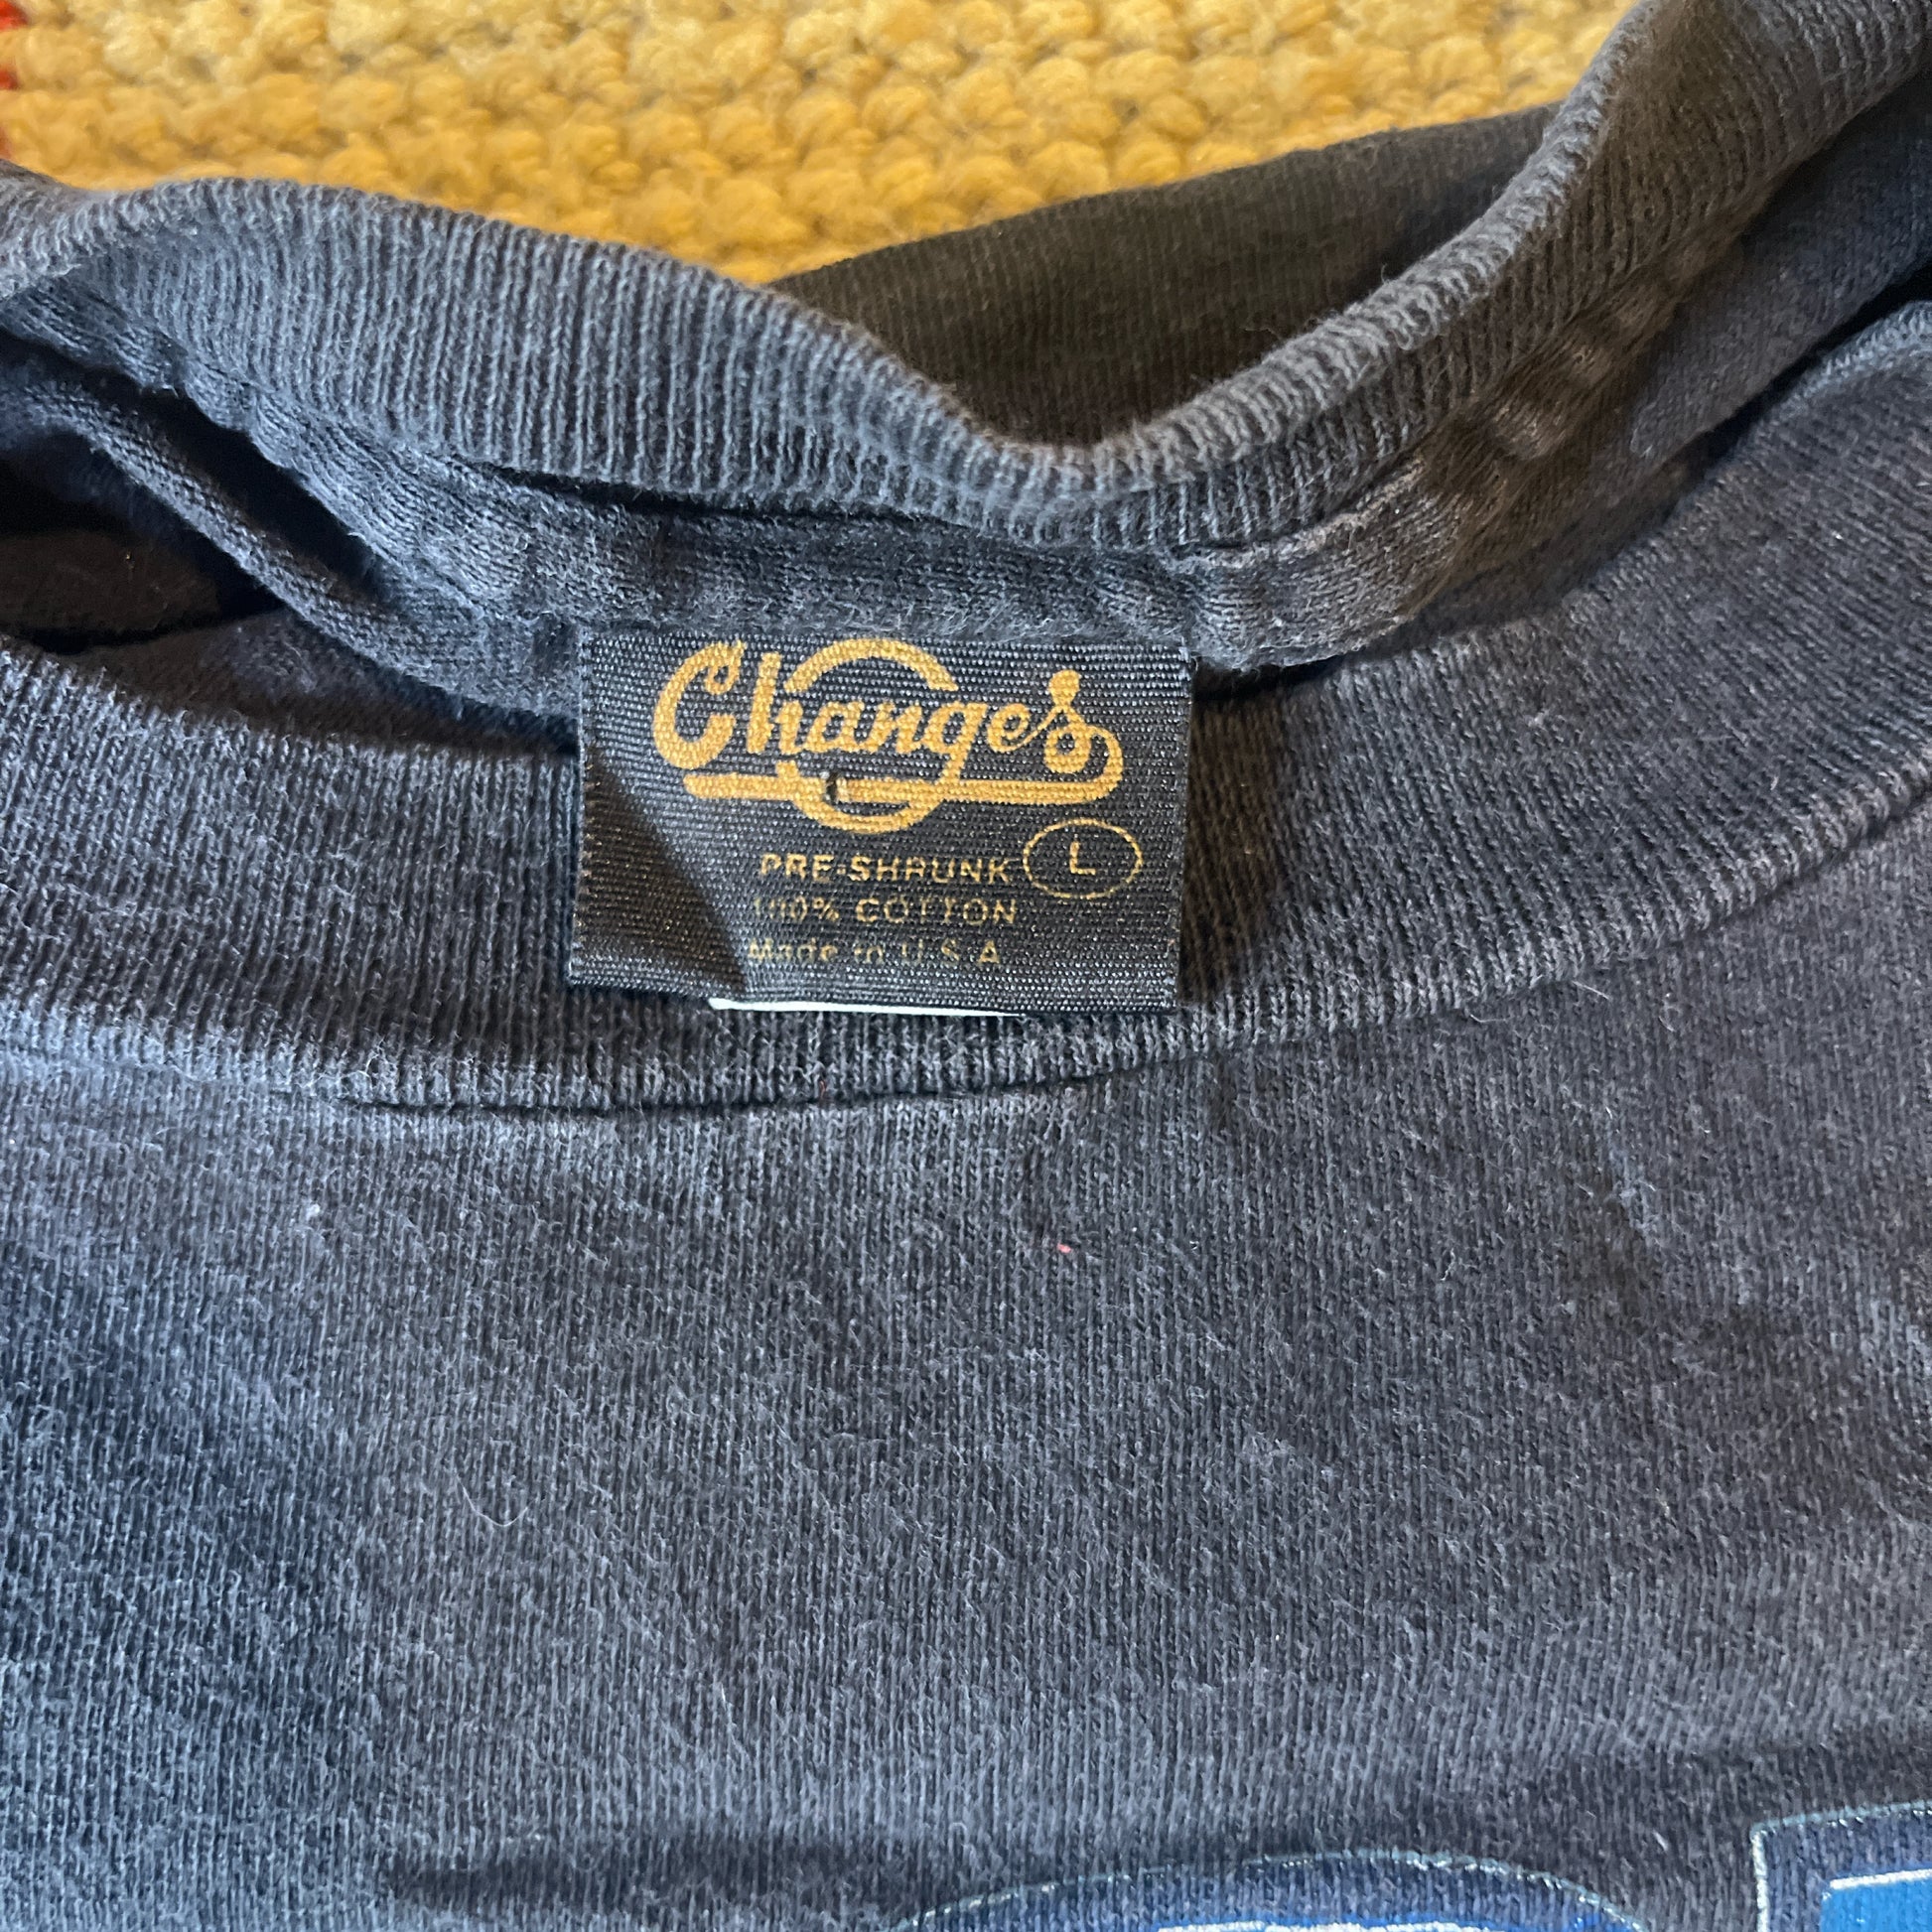 Changes
PRE-SHRUNK L
100% COTTON
Made in U.S.A